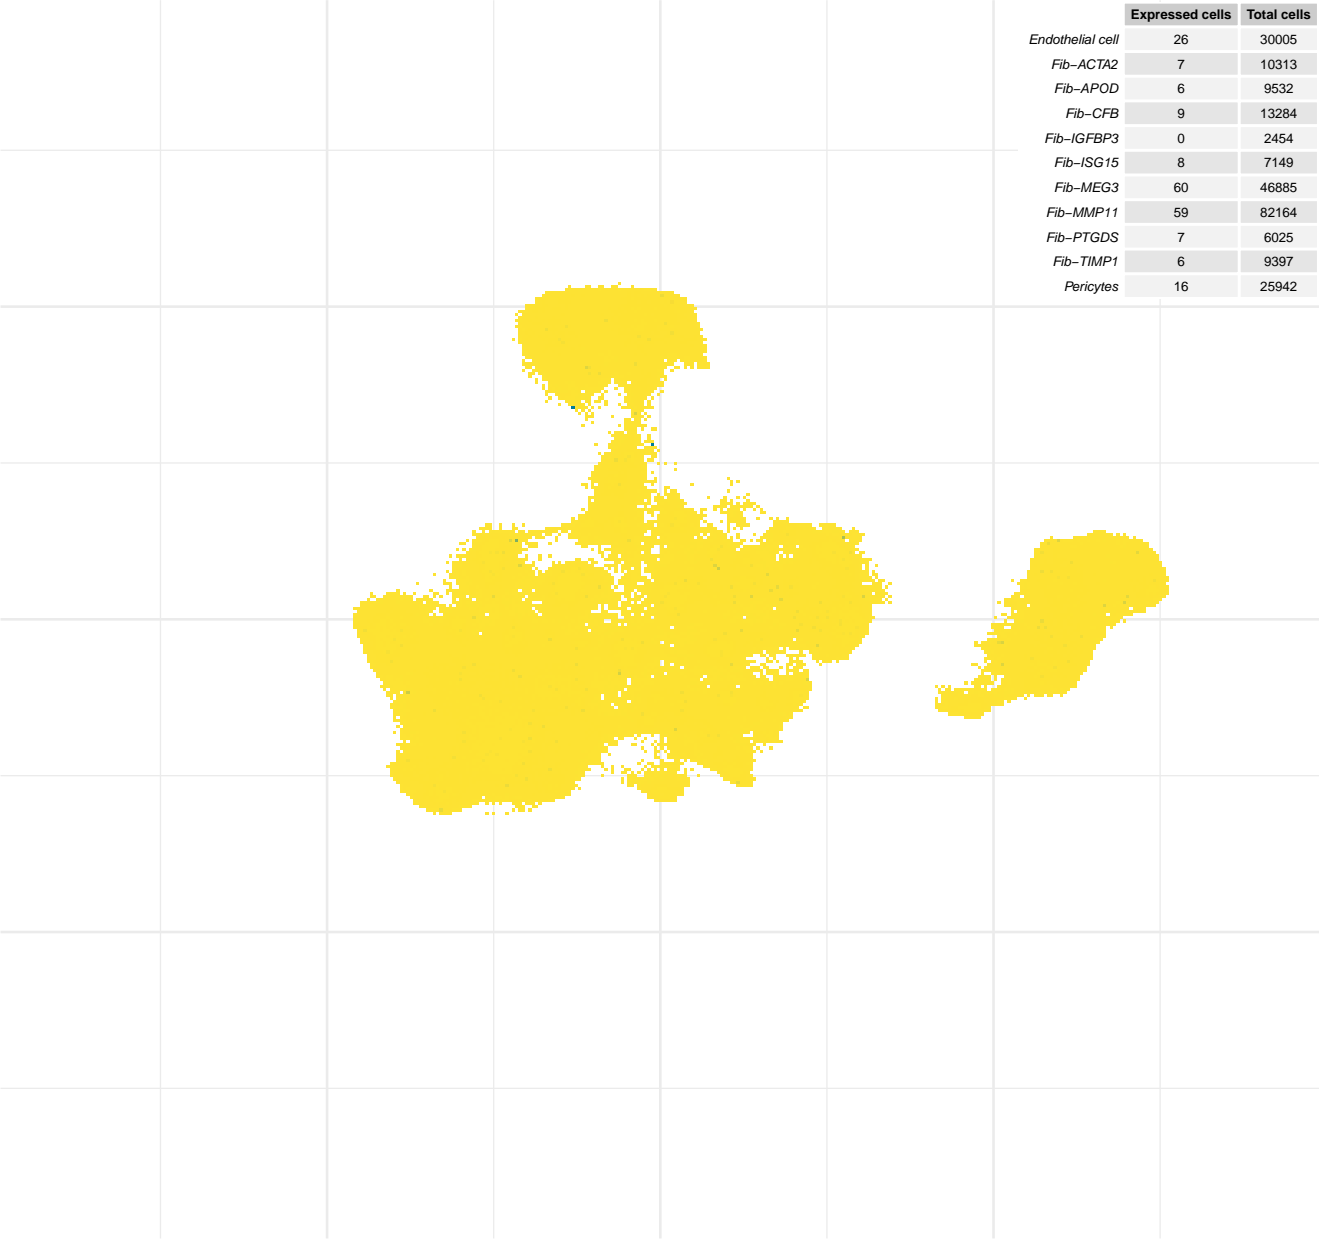 Expressed cells Total cells
Endothelial cell 26 30005
Fib−ACTA2 7 10313
Fib−APOD 6 9532
Fib−CFB 9 13284
Fib−IGFBP3 0 2454
Fib−ISG15 8 7149
Fib−MEG3 60 46885
Fib−MMP11 59 82164
Fib−PTGDS 7 6025
Fib−TIMP1 6 9397
Pericytes 16 25942